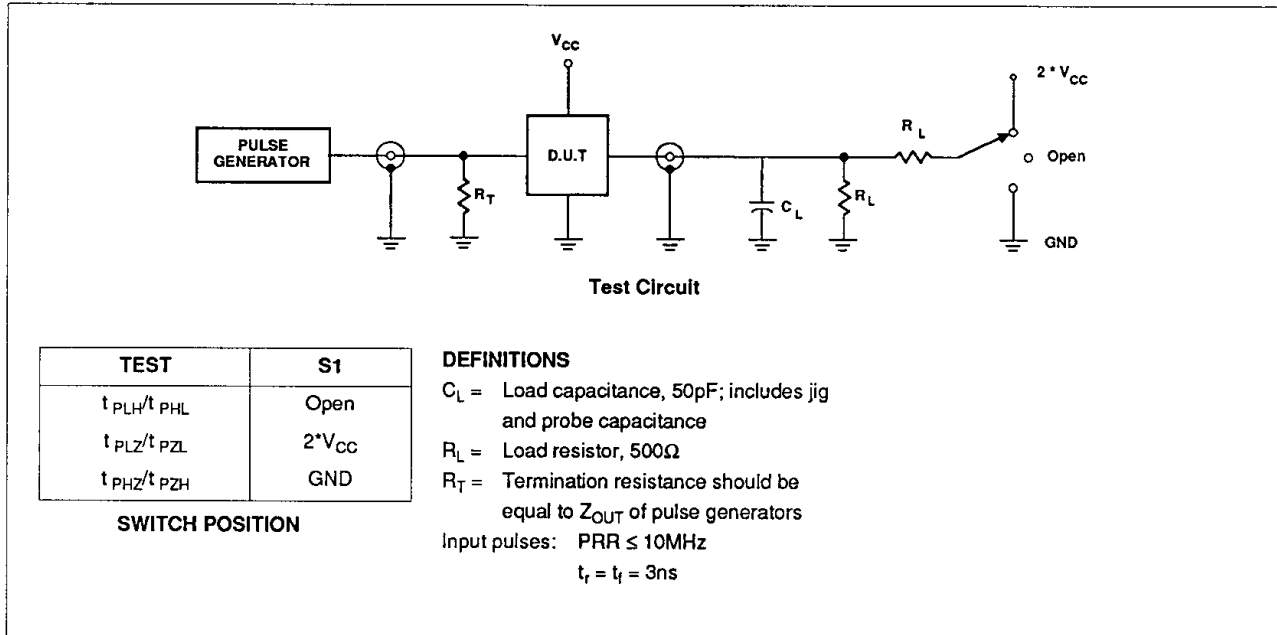 V_CC
2 * V_CC
PULSE
GENERATOR
D.U.T
R_L
Open
R_T
C_L
R_L
GND
Test Circuit
TEST S1
t_PLH/t_PHL Open
t_PLZ/t_PZL 2*V_CC
t_PHZ/t_PZH GND
SWITCH POSITION
DEFINITIONS
C_L = Load capacitance, 50pF; includes jig
and probe capacitance
R_L = Load resistor, 500Ω
R_T = Termination resistance should be
equal to Z_OUT of pulse generators
Input pulses: PRR ≤ 10MHz
t_r = t_f = 3ns